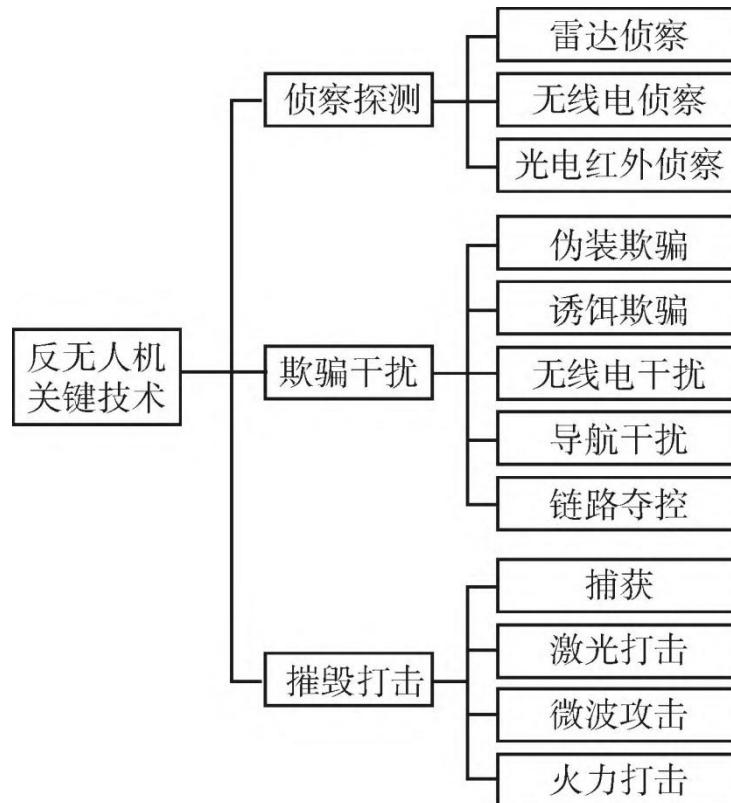 反无人机
关键技术
侦察探测
雷达侦察
无线电侦察
光电红外侦察
欺骗干扰
伪装欺骗
诱饵欺骗
无线电干扰
导航干扰
链路夺控
摧毁打击
捕获
激光打击
微波攻击
火力打击